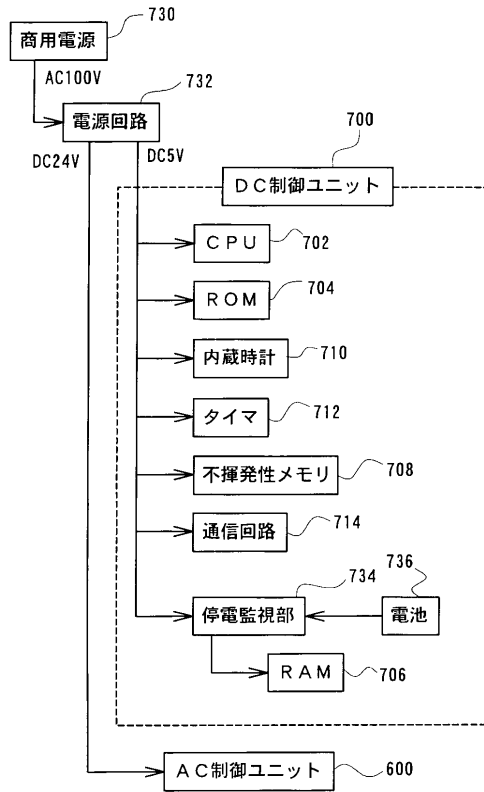 商用電源
730
AC100V
732
電源回路
DC24V
DC5V
700
DC制御ユニット
CPU
702
ROM
704
内蔵時計
710
タイマ
712
不揮発性メモリ
708
通信回路
714
734
736
停電監視部
電池
RAM
706
AC制御ユニット
600